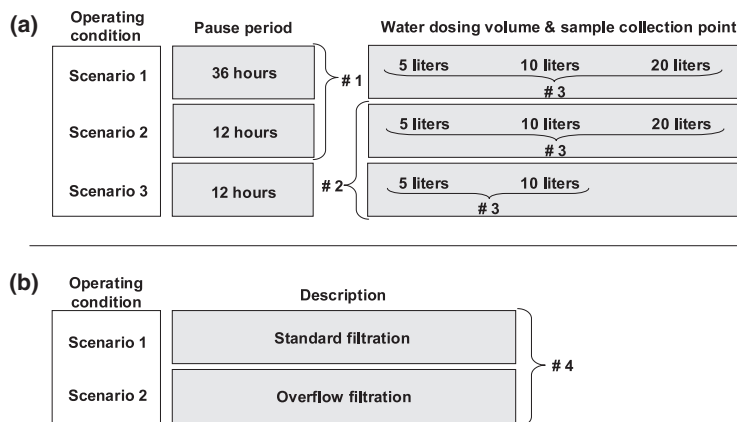 (a)
Operating condition
Pause period
Water dosing volume & sample collection point
Scenario 1
36 hours
5 liters 10 liters 20 liters
# 3
# 1
Scenario 2
12 hours
5 liters 10 liters 20 liters
# 3
Scenario 3
12 hours
# 2
5 liters 10 liters
# 3
(b)
Operating condition
Description
Scenario 1
Standard filtration
Scenario 2
Overflow filtration
# 4